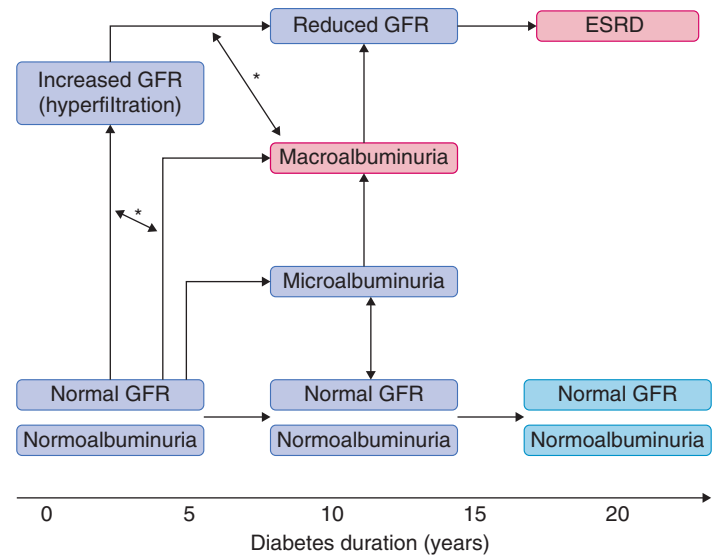 Reduced GFR
ESRD
Increased GFR
(hyperfiltration)
*
Macroalbuminuria
*
Microalbuminuria
Normal GFR
Normal GFR
Normal GFR
Normoalbuminuria
Normoalbuminuria
Normoalbuminuria
0 5 10 15 20
Diabetes duration (years)